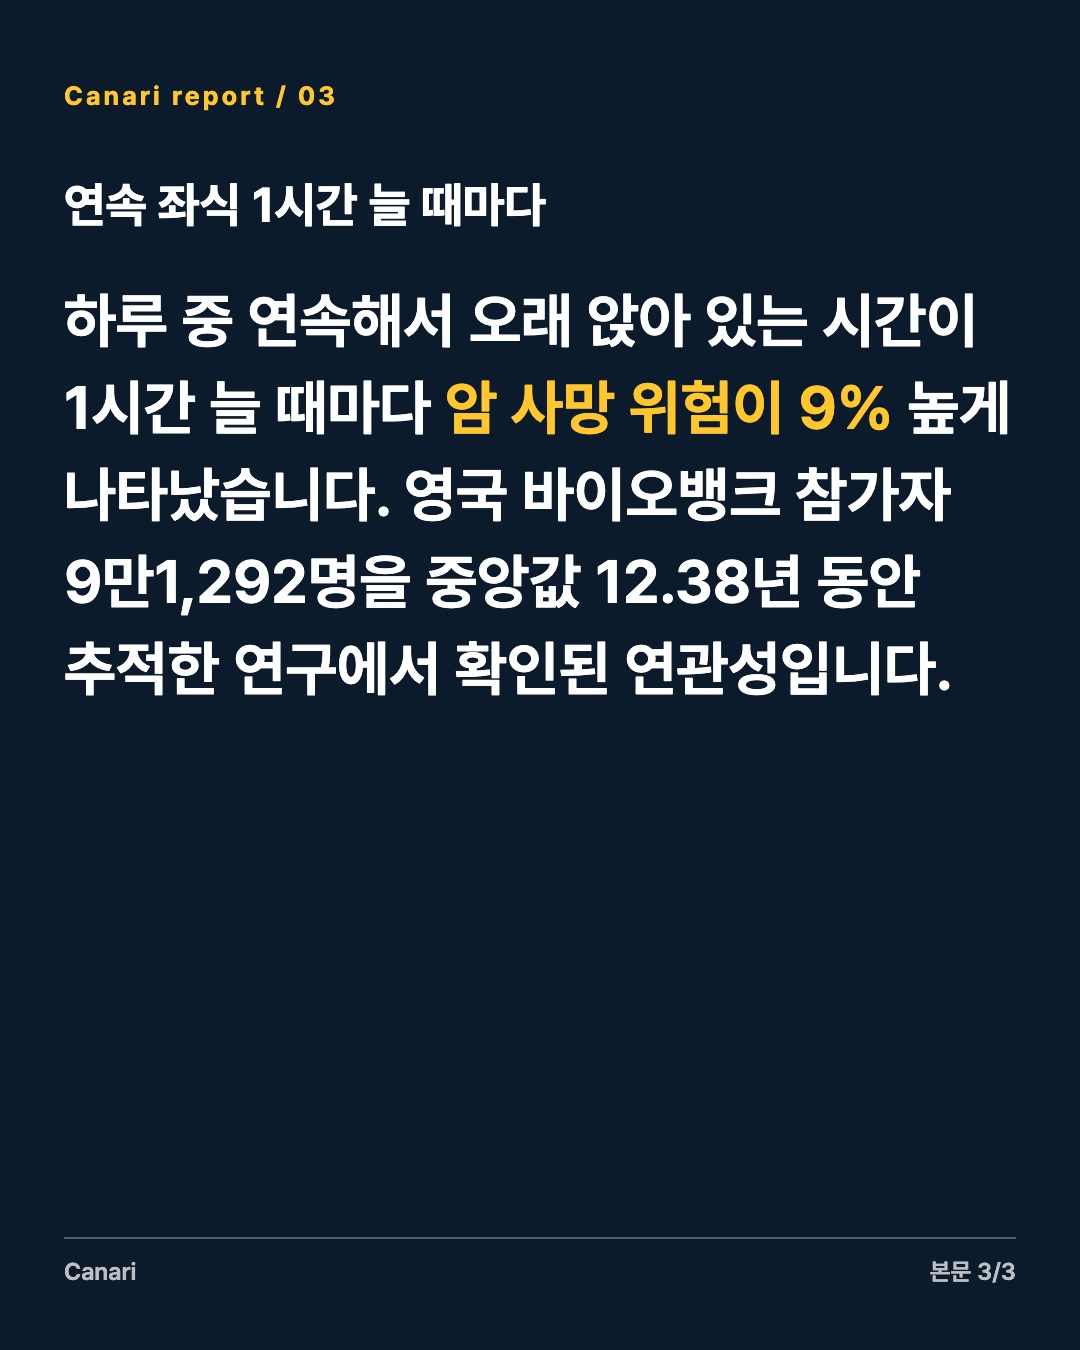 Canari report / 03
연속 좌식 1시간 늘 때마다
하루 중 연속해서 오래 앉아 있는 시간이
1시간 늘 때마다 암 사망 위험이 9% 높게
나타났습니다. 영국 바이오뱅크 참가자
9만1,292명을 중앙값 12.38년 동안
추적한 연구에서 확인된 연관성입니다.
Canari
본문 3/3